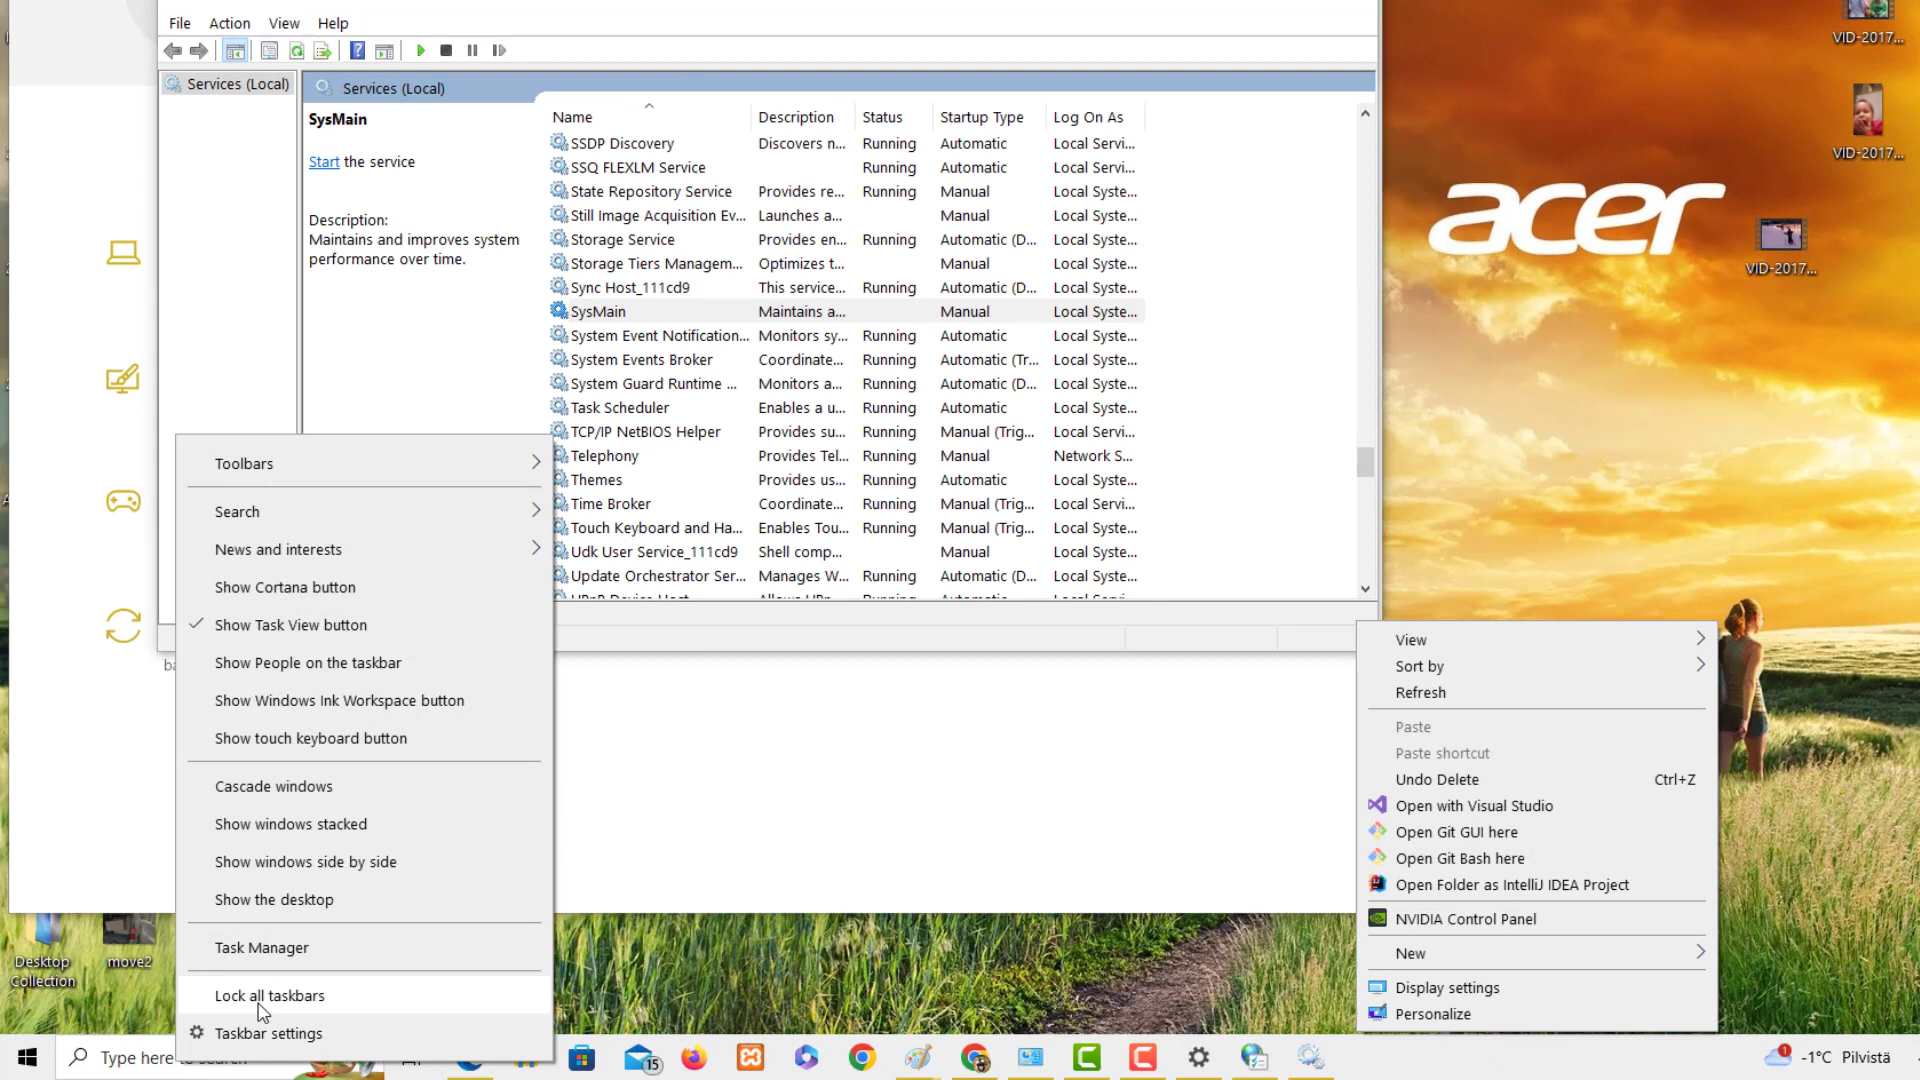 File Action View Help
Services (Local)
Services (Local)
SysMain
Start the service
Description:
Maintains and improves system
performance over time.
Name Description Status Startup Type Log On As
SSDP Discovery Discovers n... Running Automatic Local Servi...
SSQ FLEXLM Service Running Automatic Local Servi...
State Repository Service Provides re... Running Manual Local Syste...
Still Image Acquisition Ev... Launches a... Manual Local Syste...
Storage Service Provides en... Running Automatic (D... Local Syste...
Storage Tiers Managem... Optimizes t... Manual Local Syste...
Sync Host_111cd9 This service... Running Automatic (D... Local Syste...
SysMain Maintains a... Manual Local Syste...
System Event Notification... Monitors sy... Running Automatic Local Syste...
System Events Broker Coordinate... Running Automatic (Tr... Local Syste...
System Guard Runtime ... Monitors a... Running Automatic (D... Local Syste...
Task Scheduler Enables a u... Running Automatic Local Syste...
TCP/IP NetBIOS Helper Provides su... Running Manual (Trig... Local Servi...
Telephony Provides Tel... Running Manual Network S...
Themes Provides us... Running Automatic Local Syste...
Time Broker Coordinate... Running Manual (Trig... Local Servi...
Touch Keyboard and Ha... Enables Tou... Running Manual (Trig... Local Syste...
Udk User Service_111cd9 Shell comp... Manual Local Syste...
Update Orchestrator Ser... Manages W... Running Automatic (D... Local Syste...
Toolbars
Search
News and interests
Show Cortana button
Show Task View button
Show People on the taskbar
Show Windows Ink Workspace button
Show touch keyboard button
Cascade windows
Show windows stacked
Show windows side by side
Show the desktop
Task Manager
Lock all taskbars
Taskbar settings
VID-2017...
VID-2017...
acer
VID-2017...
View
Sort by
Refresh
Paste
Paste shortcut
Undo Delete Ctrl+Z
Open with Visual Studio
Open Git GUI here
Open Git Bash here
Open Folder as IntelliJ IDEA Project
NVIDIA Control Panel
New
Display settings
Personalize
Desktop
Collection
move2
Type here
15
1
-1°C Pilvistä